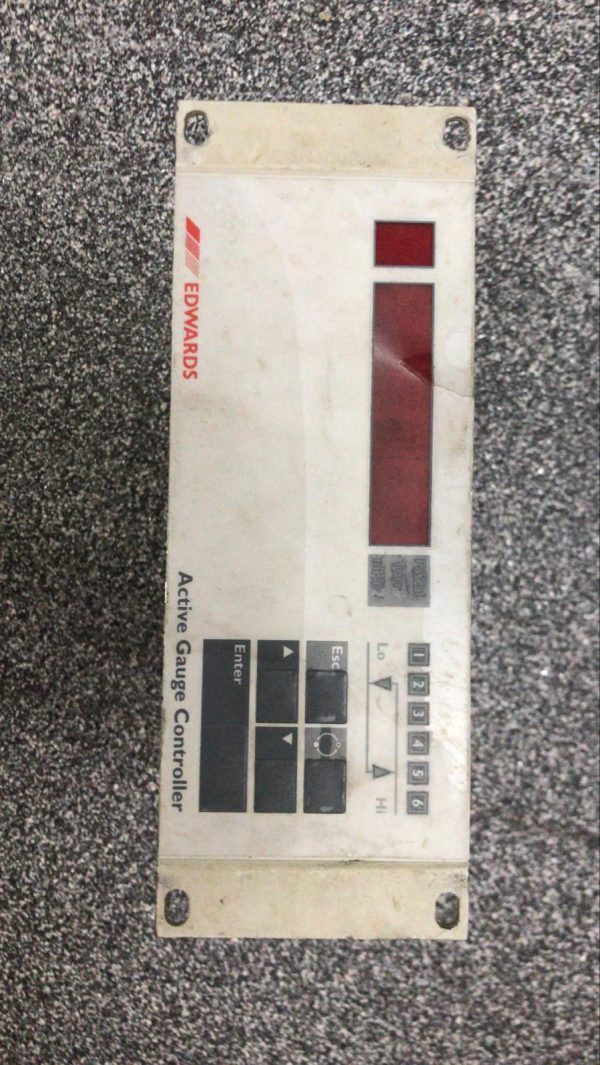 1 2 3 4 5 6
Lo Hi
Esc
Enter
EDWARDS
Active Gauge Controller